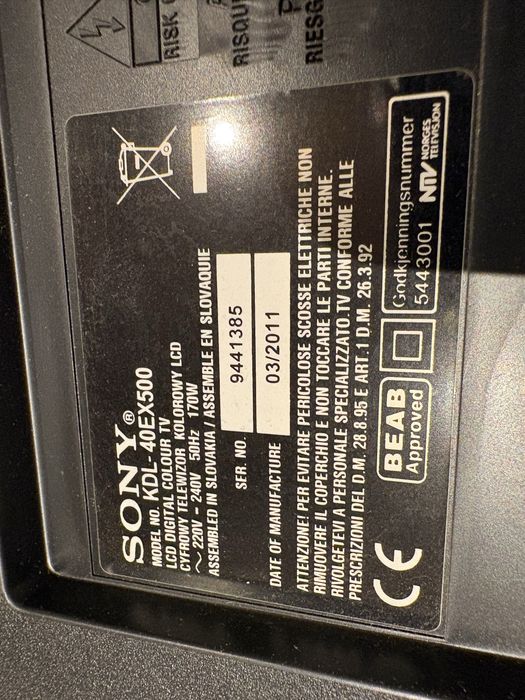 RISK
RISQU
RIESG
SONY®
MODEL NO. KDL-40EX500
LCD DIGITAL COLOUR TV
CYFROWY TELEWIZOR KOLOROWY LCD
～ 220V - 240V 50Hz 170W
ASSEMBLED IN SLOVAKIA / ASSEMBLE EN SLOVAQUIE
SER. NO. 9441385
DATE OF MANUFACTURE 03/2011
ATTENZIONE! PER EVITARE PERICOLOSE SCOSSE ELETTRICHE NON
RIMUOVERE IL COPERCHIO E NON TOCCARE LE PARTI INTERNE.
RIVOLGETEVI A PERSONALE SPECIALIZZATO. TV CONFORME ALLE
PRESCRIZIONI DEL D.M. 28.8.95 E ART.1 D.M. 26.3.92
CE
BEAB
Approved
Godkjenningsnummer
5443001 NTV NORGES
TELEVISJON